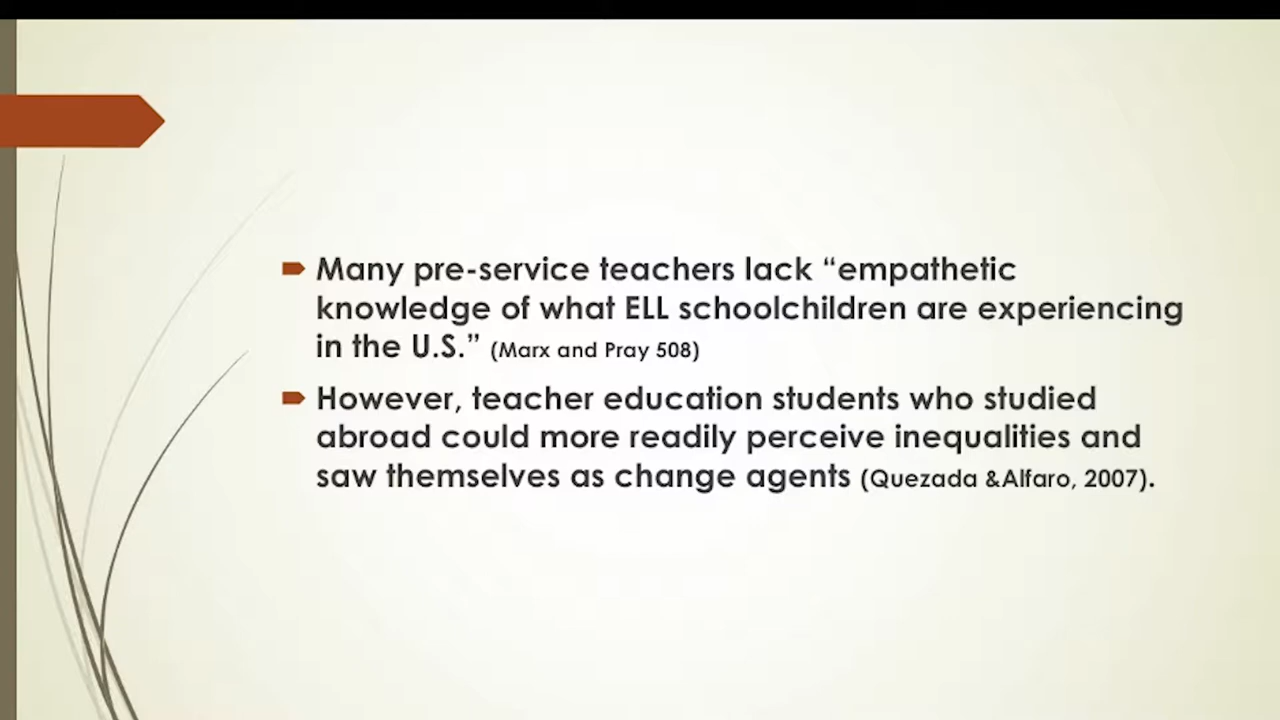 Many pre-service teachers lack “empathetic
knowledge of what ELL schoolchildren are experiencing
in the U.S.” (Marx and Pray 508)
However, teacher education students who studied
abroad could more readily perceive inequalities and
saw themselves as change agents (Quezada &Alfaro, 2007).